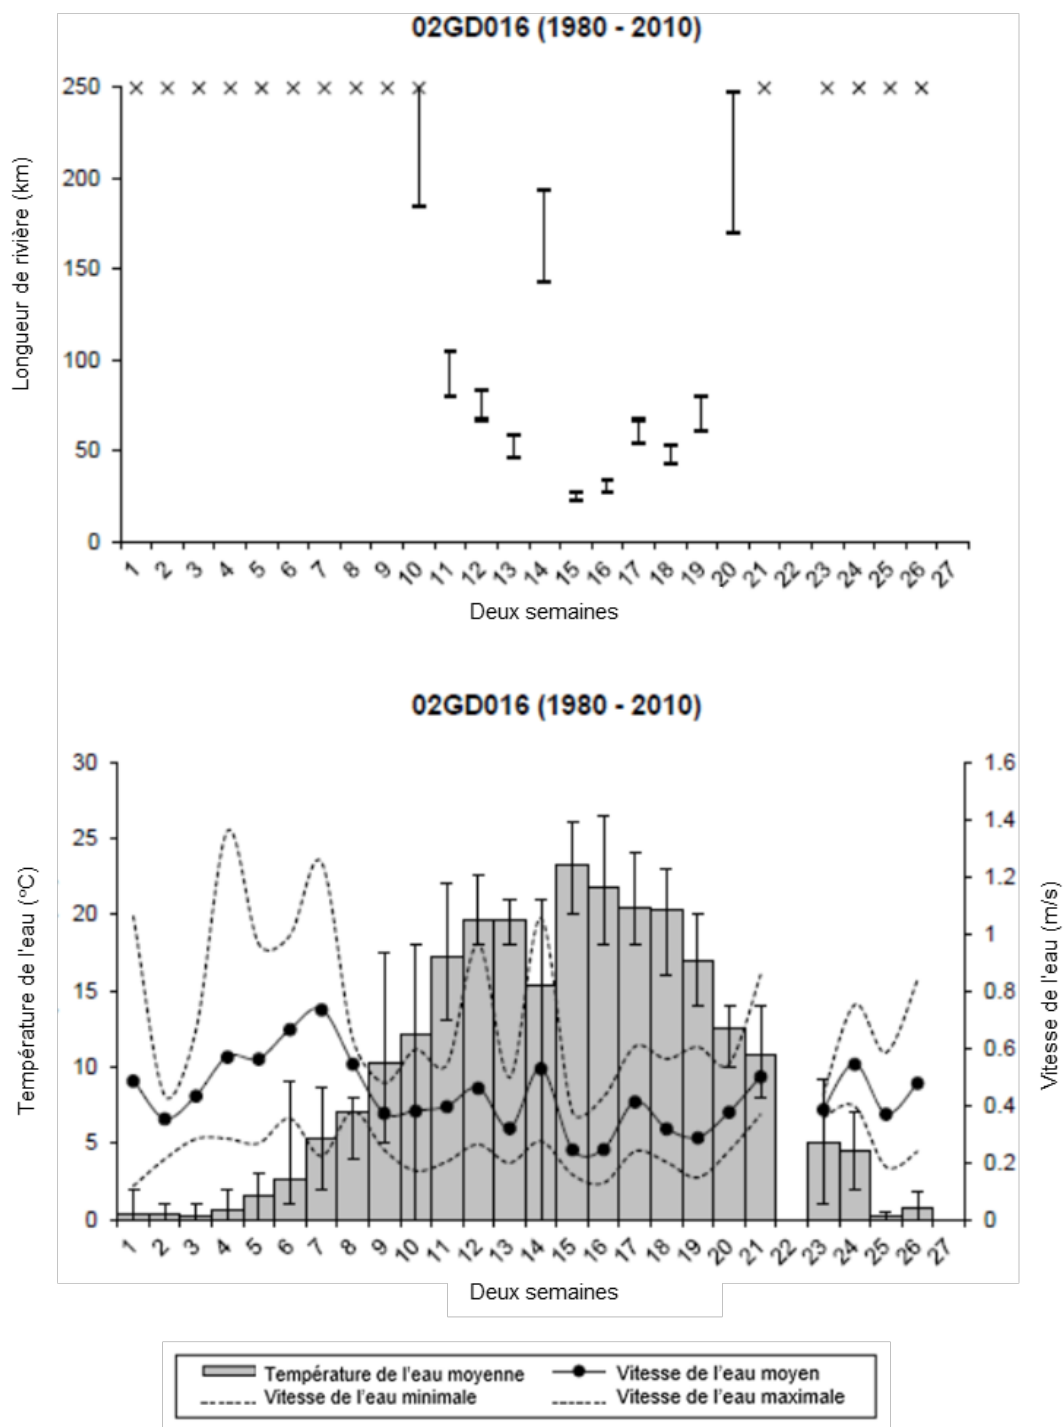 02GD016 (1980 - 2010)
Longueur de rivière (km)
250
200
150
100
50
0
1 2 3 4 5 6 7 8 9 10 11 12 13 14 15 16 17 18 19 20 21 22 23 24 25 26 27
Deux semaines
02GD016 (1980 - 2010)
Température de l'eau (°C)
30
25
20
15
10
5
0
Vitesse de l'eau (m/s)
1.6
1.4
1.2
1
0.8
0.6
0.4
0.2
0
1 2 3 4 5 6 7 8 9 10 11 12 13 14 15 16 17 18 19 20 21 22 23 24 25 26 27
Deux semaines
Température de l'eau moyenne
Vitesse de l'eau moyen
Vitesse de l'eau minimale
Vitesse de l'eau maximale